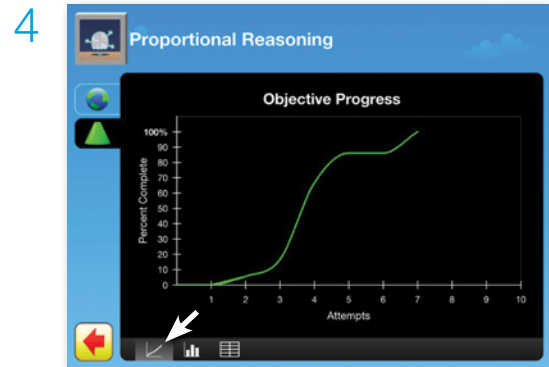 4
Proportional Reasoning
Objective Progress
Percent Complete
100%
90
80
70
60
50
40
30
20
10
0
1 2 3 4 5 6 7 8 9 10
Attempts